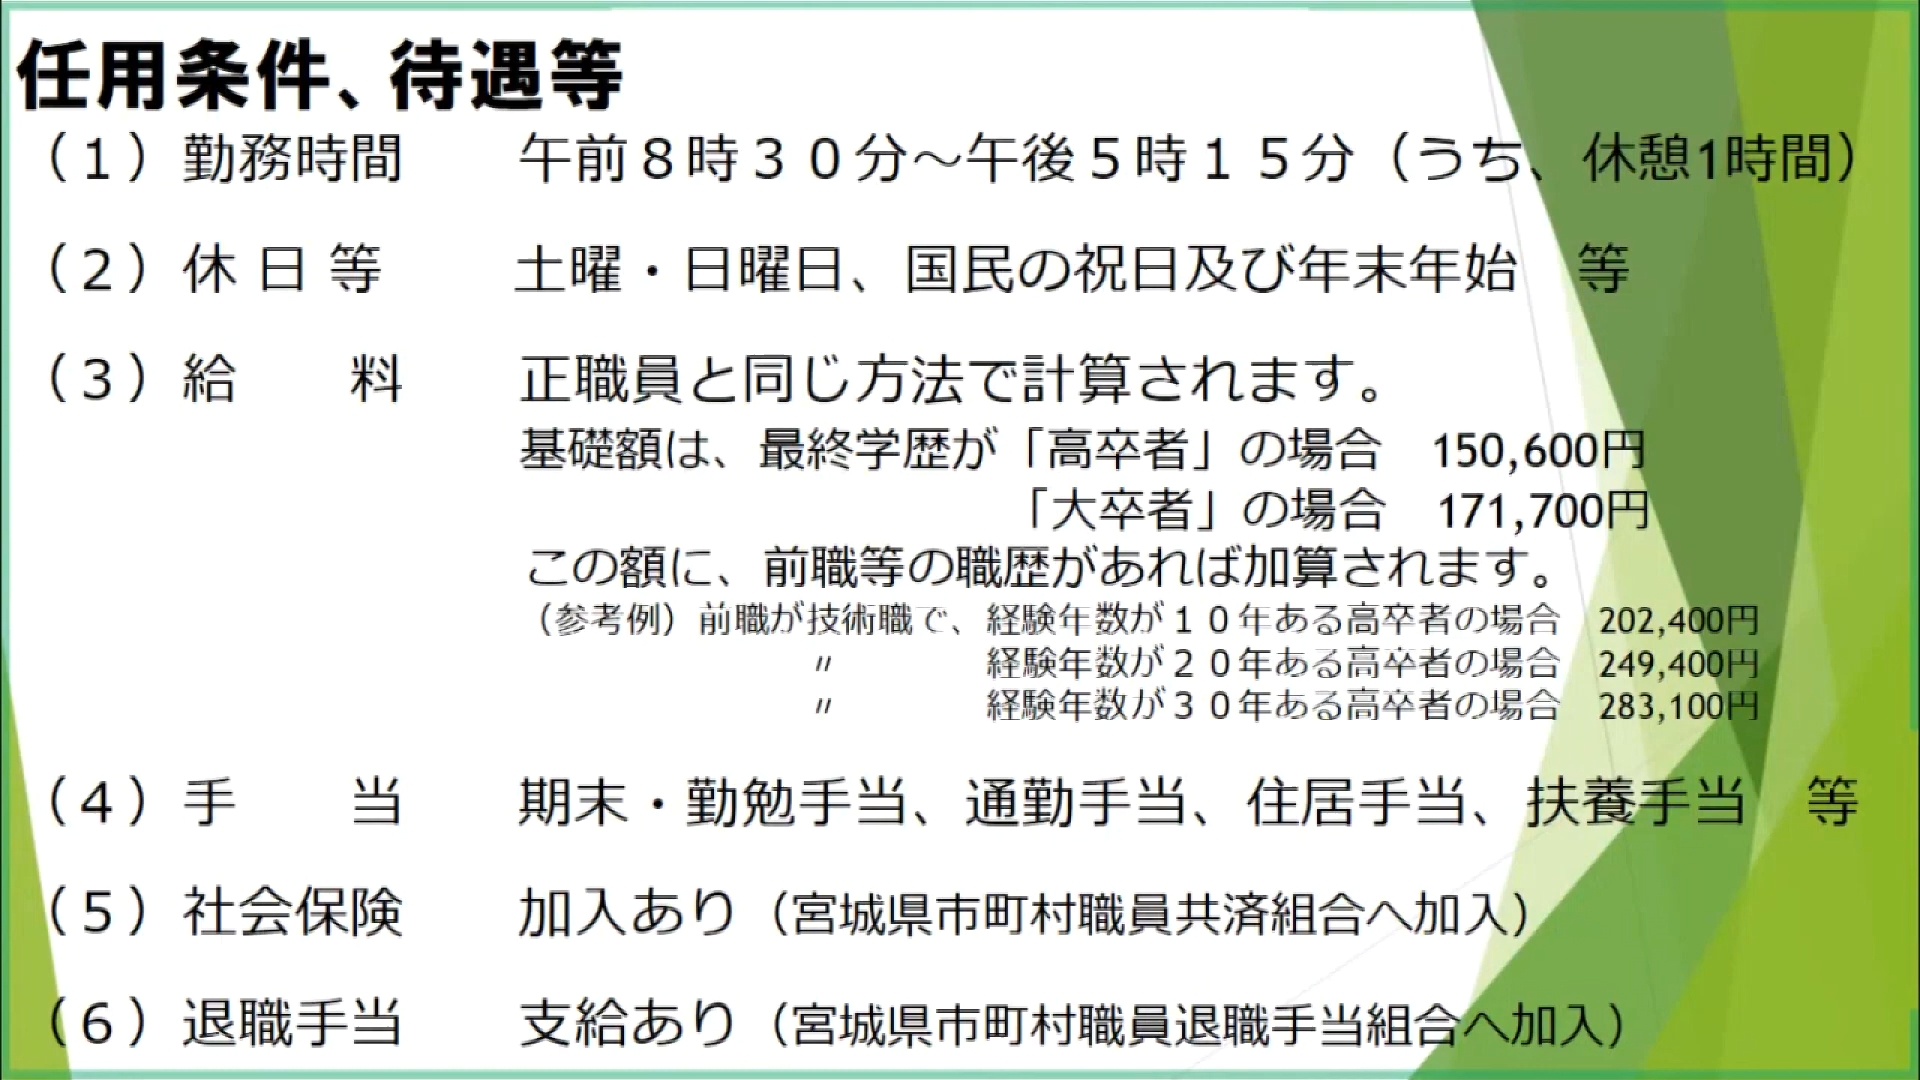 任用条件、待遇等
（１）勤務時間　　午前８時３０分～午後５時１５分（うち、休憩1時間）
（２）休 日 等　　土曜・日曜日、国民の祝日及び年末年始　等
（３）給　　料　　正職員と同じ方法で計算されます。
基礎額は、最終学歴が「高卒者」の場合　150,600円
「大卒者」の場合　171,700円
この額に、前職等の職歴があれば加算されます。
（参考例）前職が技術職で、経験年数が１０年ある高卒者の場合　202,400円
〃　　経験年数が２０年ある高卒者の場合　249,400円
〃　　経験年数が３０年ある高卒者の場合　283,100円
（４）手　　当　　期末・勤勉手当、通勤手当、住居手当、扶養手当　等
（５）社会保険　　加入あり（宮城県市町村職員共済組合へ加入）
（６）退職手当　　支給あり（宮城県市町村職員退職手当組合へ加入）